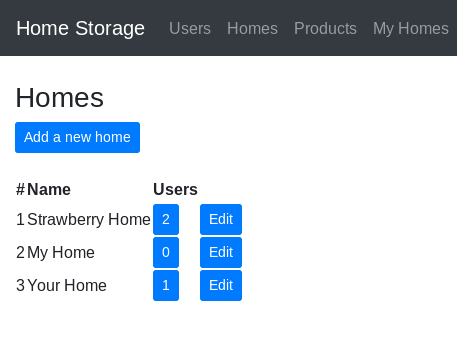 Home Storage Users Homes Products My Homes
Homes
Add a new home
# Name Users
1 Strawberry Home 2 Edit
2 My Home 0 Edit
3 Your Home 1 Edit